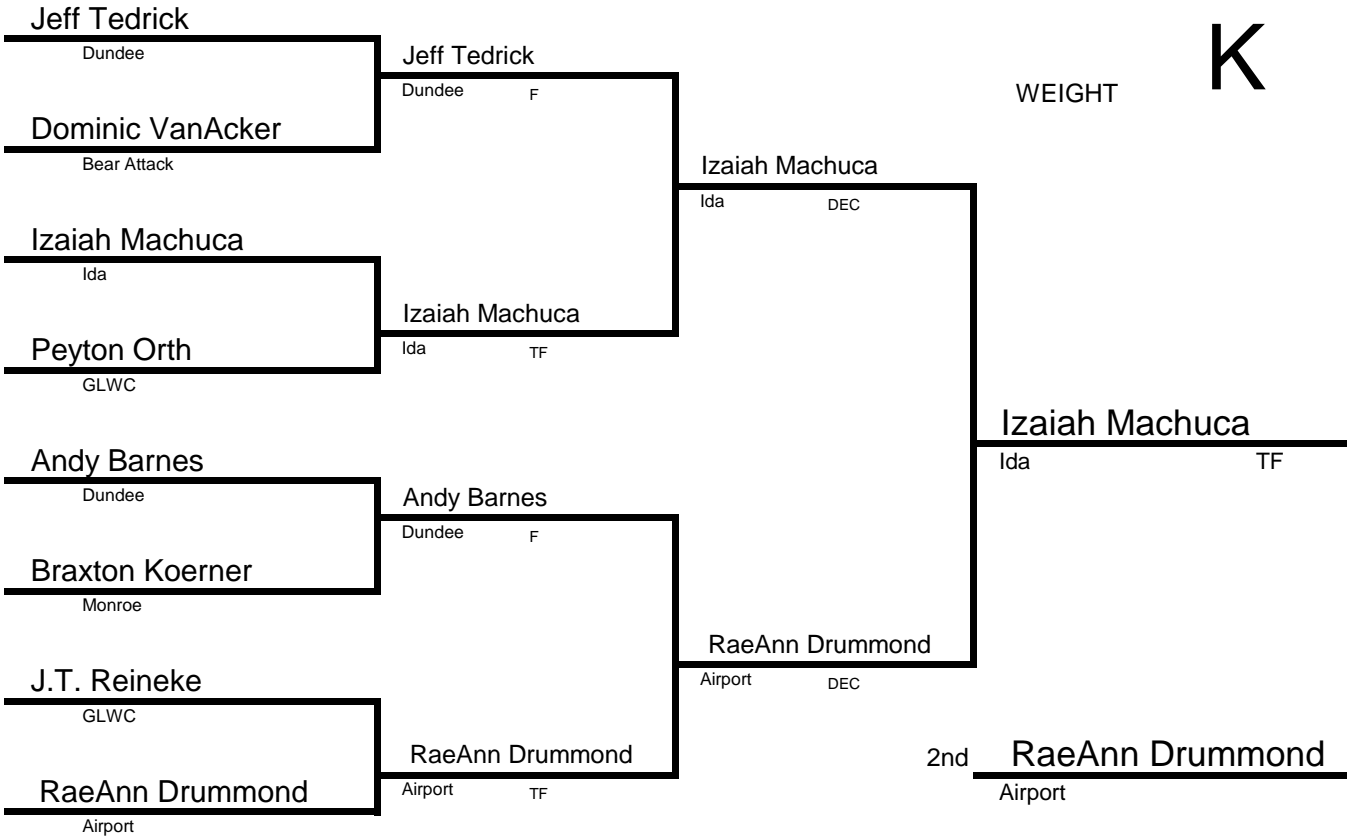 Jeff Tedrick
Dundee
Jeff Tedrick
Dundee F
K
WEIGHT
Dominic VanAcker
Bear Attack
Izaiah Machuca
Ida DEC
Izaiah Machuca
Ida
Izaiah Machuca
Ida TF
Peyton Orth
GLWC
Izaiah Machuca
Ida TF
Andy Barnes
Dundee
Andy Barnes
Dundee F
Braxton Koerner
Monroe
RaeAnn Drummond
Airport DEC
J.T. Reineke
GLWC
RaeAnn Drummond
Airport TF
2nd RaeAnn Drummond
Airport
RaeAnn Drummond
Airport